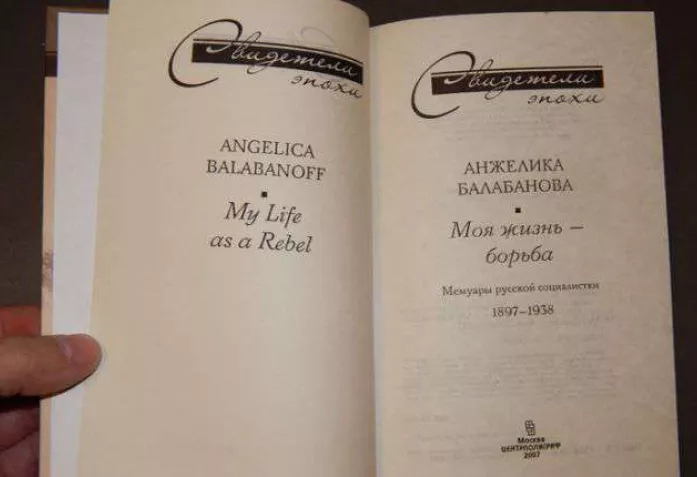 Свидетели
эпохи
ANGELICA
BALABANOFF
My Life
as a Rebel
Свидетели
эпохи
АНЖЕЛИКА
БАЛАБАНОВА
Моя жизнь —
борьба
Мемуары русской социалистки
1897–1938
Москва
ЦЕНТРПОЛИГРАФ
2007